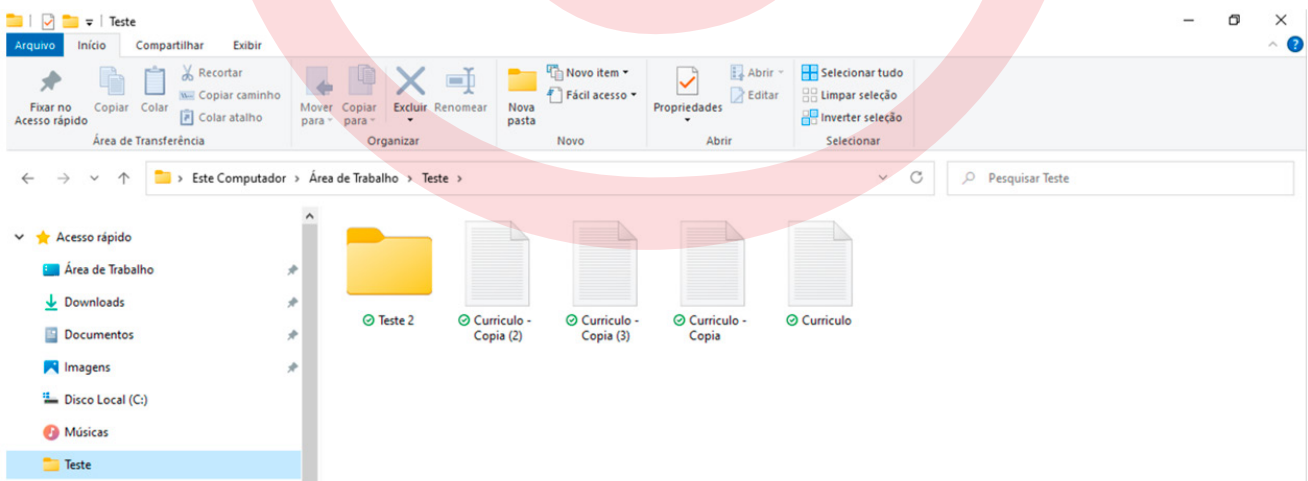 Teste
Arquivo Início Compartilhar Exibir
Fixar no
Acesso rápido
Copiar
Colar
Recortar
Copiar caminho
Colar atalho
Área de Transferência
Mover
para
Copiar
para
Excluir
Renomear
Organizar
Nova
pasta
Novo item
Fácil acesso
Novo
Propriedades
Abrir
Editar
Abrir
Selecionar tudo
Limpar seleção
Inverter seleção
Selecionar
Este Computador > Área de Trabalho > Teste >
Pesquisar Teste
Acesso rápido
Área de Trabalho
Downloads
Documentos
Imagens
Disco Local (C:)
Músicas
Teste
Teste 2
Curriculo -
Copia (2)
Curriculo -
Copia (3)
Curriculo -
Copia
Curriculo